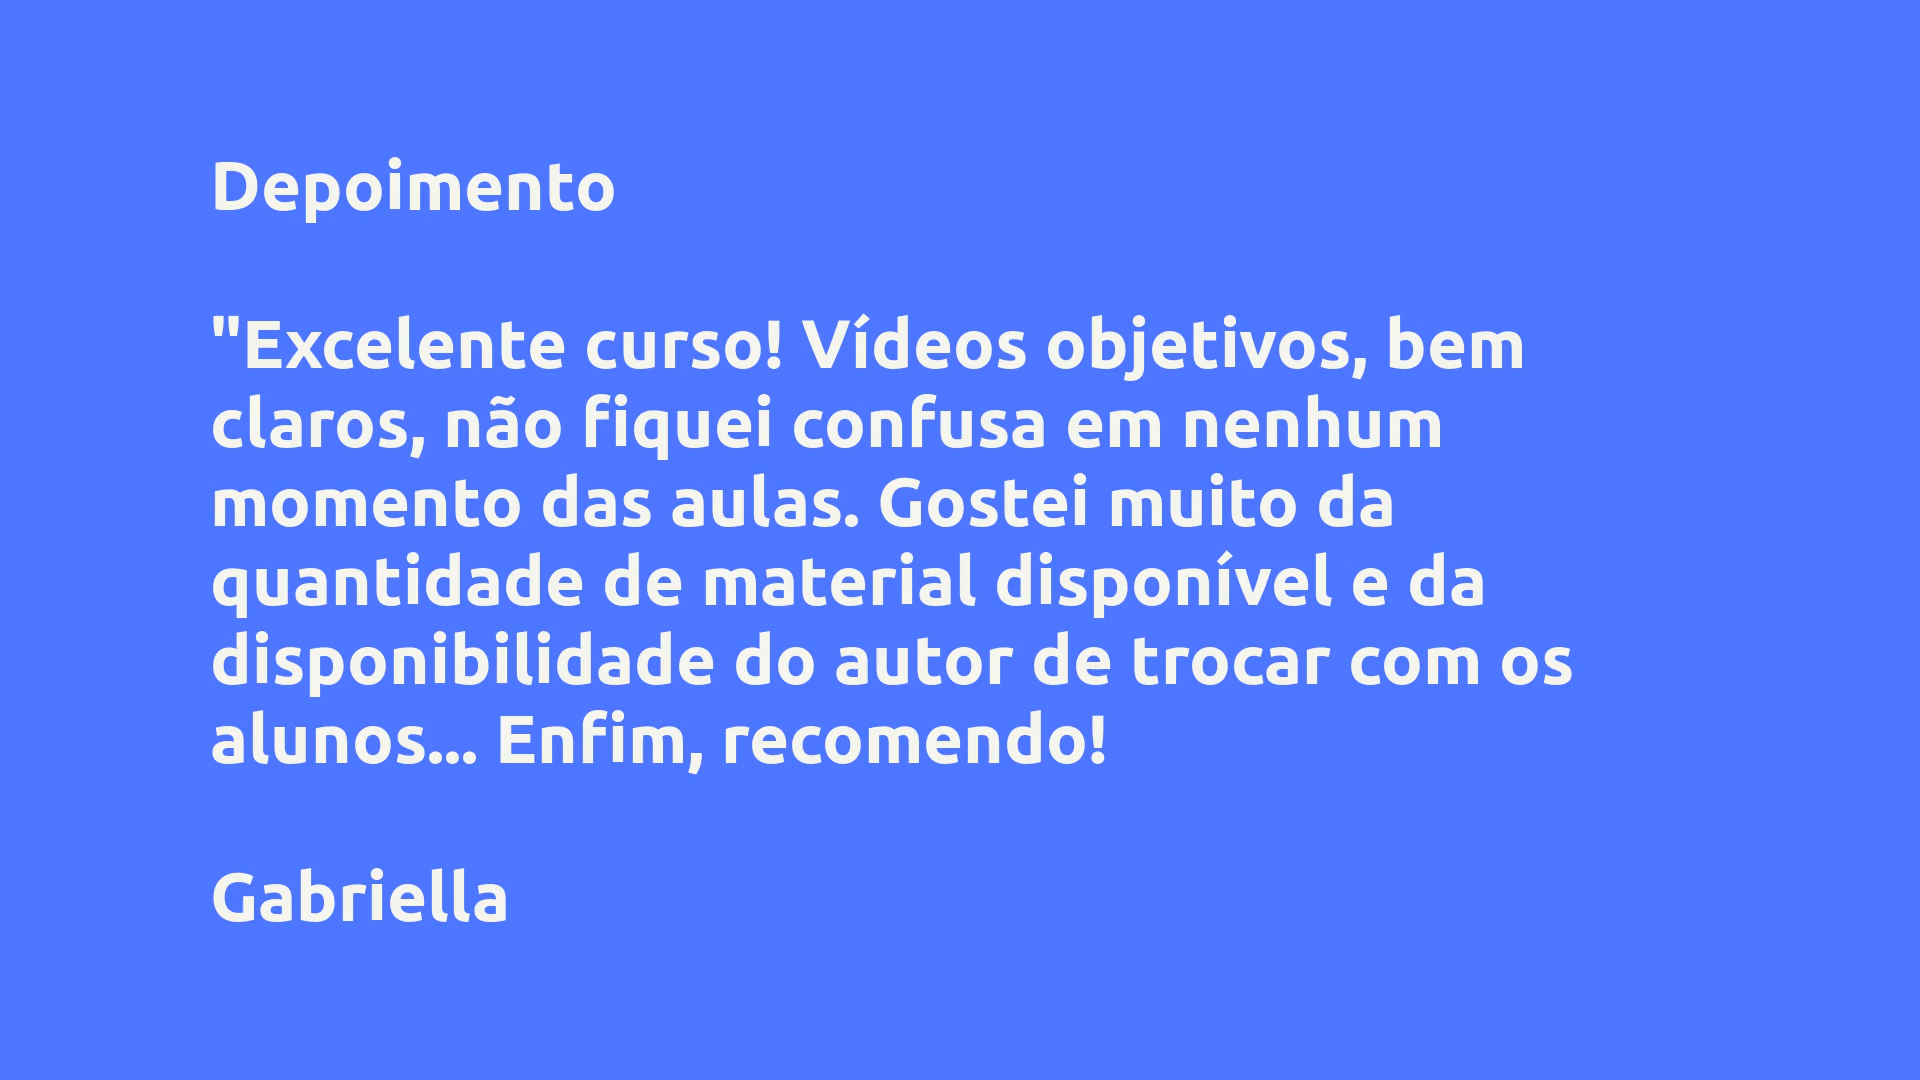 Depoimento
"Excelente curso! Vídeos objetivos, bem
claros, não fiquei confusa em nenhum
momento das aulas. Gostei muito da
quantidade de material disponível e da
disponibilidade do autor de trocar com os
alunos... Enfim, recomendo!
Gabriella